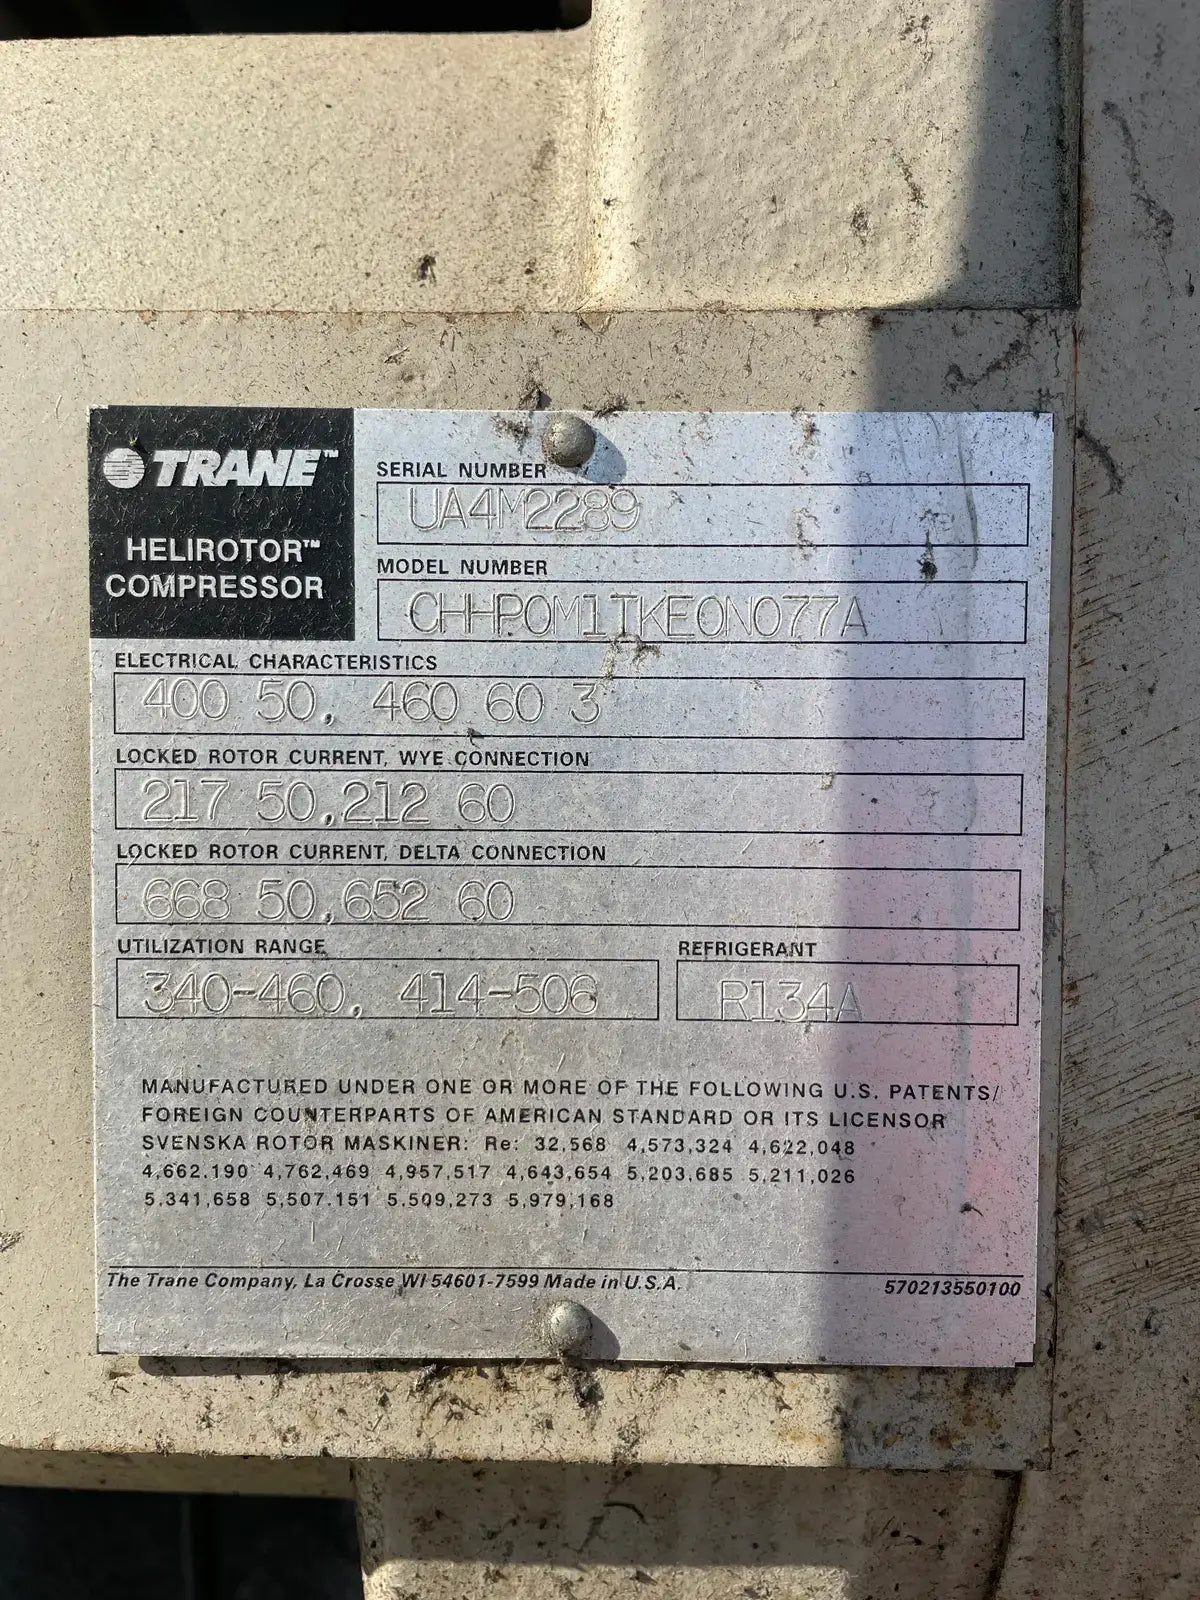 TRANE™
HELIROTOR™
COMPRESSOR
SERIAL NUMBER
UA4M2289
MODEL NUMBER
CHHP0M1TKE0N077A
ELECTRICAL CHARACTERISTICS
400 50, 460 60 3
LOCKED ROTOR CURRENT, WYE CONNECTION
217 50,212 60
LOCKED ROTOR CURRENT, DELTA CONNECTION
668 50,652 60
UTILIZATION RANGE
340-460, 414-506
REFRIGERANT
R134A
MANUFACTURED UNDER ONE OR MORE OF THE FOLLOWING U.S. PATENTS/
FOREIGN COUNTERPARTS OF AMERICAN STANDARD OR ITS LICENSOR
SVENSKA ROTOR MASKINER: Re: 32,568 4,573,324 4,622,048
4,662,190 4,762,469 4,957,517 4,643,654 5,203,685 5,211,026
5,341,658 5,507,151 5,509,273 5,979,168
The Trane Company, La Crosse WI 54601-7599 Made in U.S.A.
570213550100